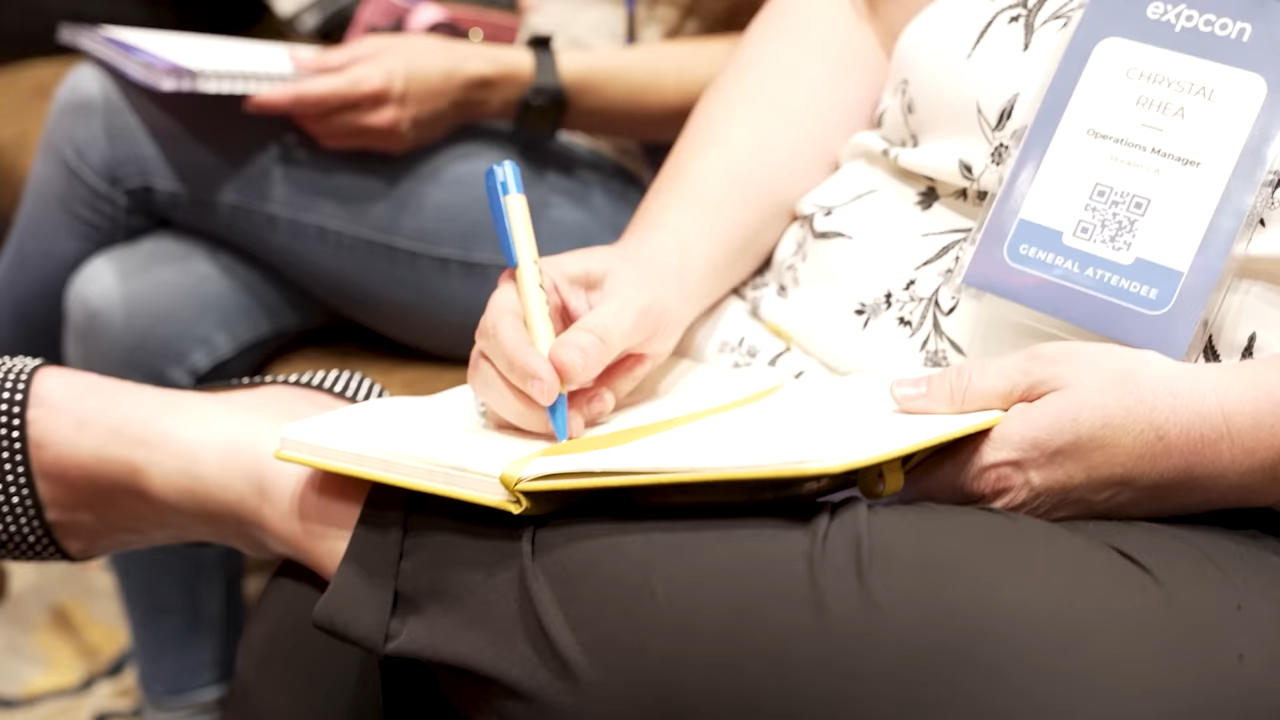 expcon
CHRYSTAL
RHEA
Operations Manager
GENERAL ATTENDEE